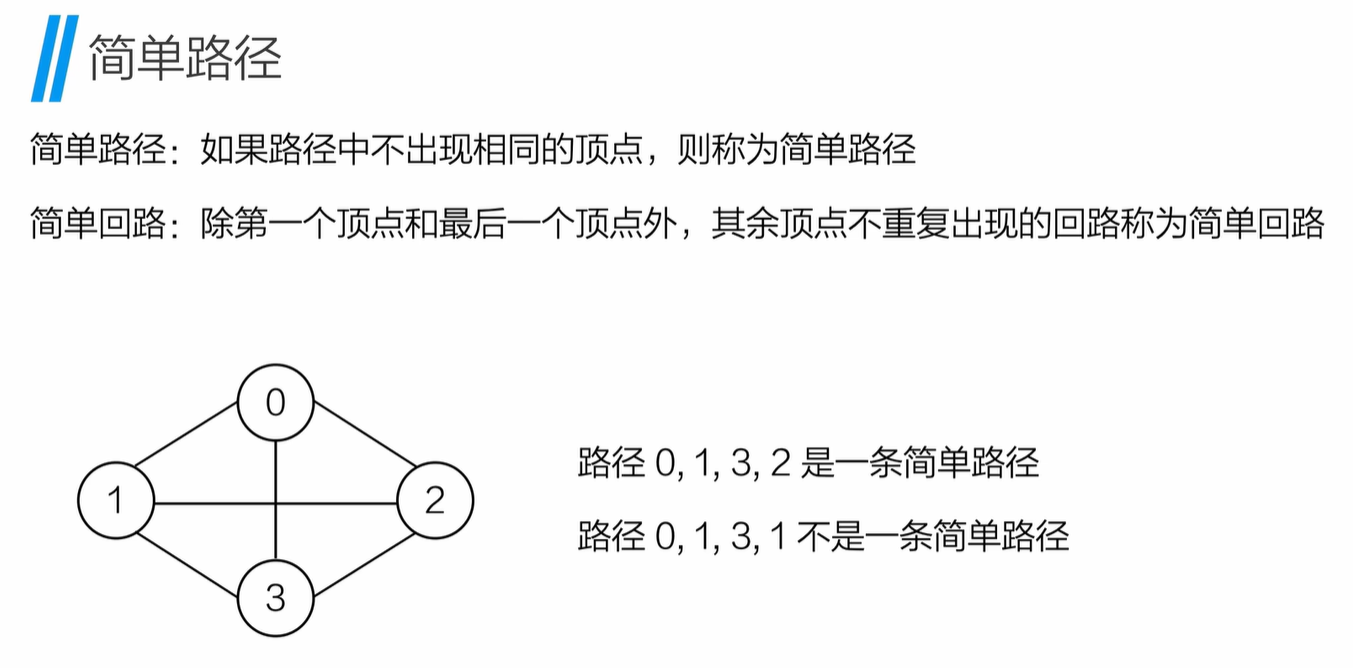 简单路径
简单路径：如果路径中不出现相同的顶点，则称为简单路径
简单回路：除第一个顶点和最后一个顶点外，其余顶点不重复出现的回路称为简单回路
0
1
2
3
路径 0, 1, 3, 2 是一条简单路径
路径 0, 1, 3, 1 不是一条简单路径